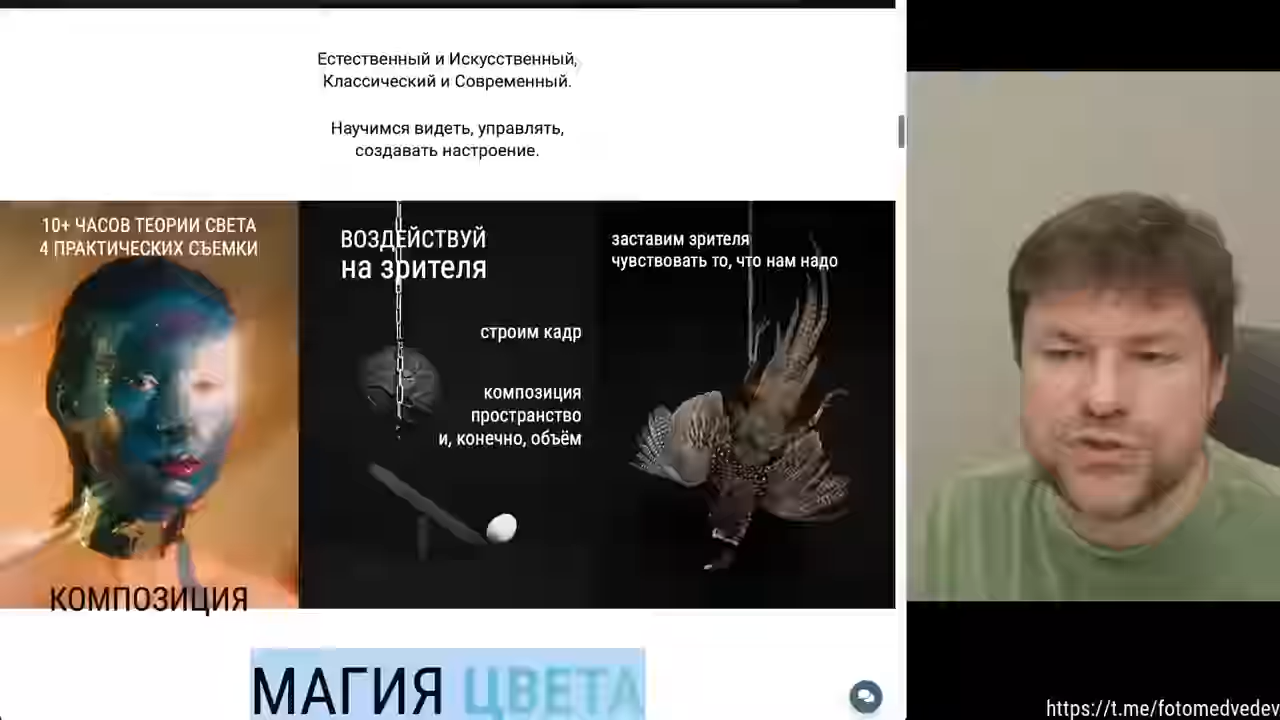 Естественный и Искусственный,
Классический и Современный.
Научимся видеть, управлять,
создавать настроение.
10+ ЧАСОВ ТЕОРИИ СВЕТА
4 ПРАКТИЧЕСКИХ СЪЕМКИ
КОМПОЗИЦИЯ
ВОЗДЕЙСТВУЙ
на зрителя
строим кадр
композиция
пространство
и, конечно, объём
заставим зрителя
чувствовать то, что нам надо
МАГИЯ ЦВЕТА
https://t.me/fotomedvedev